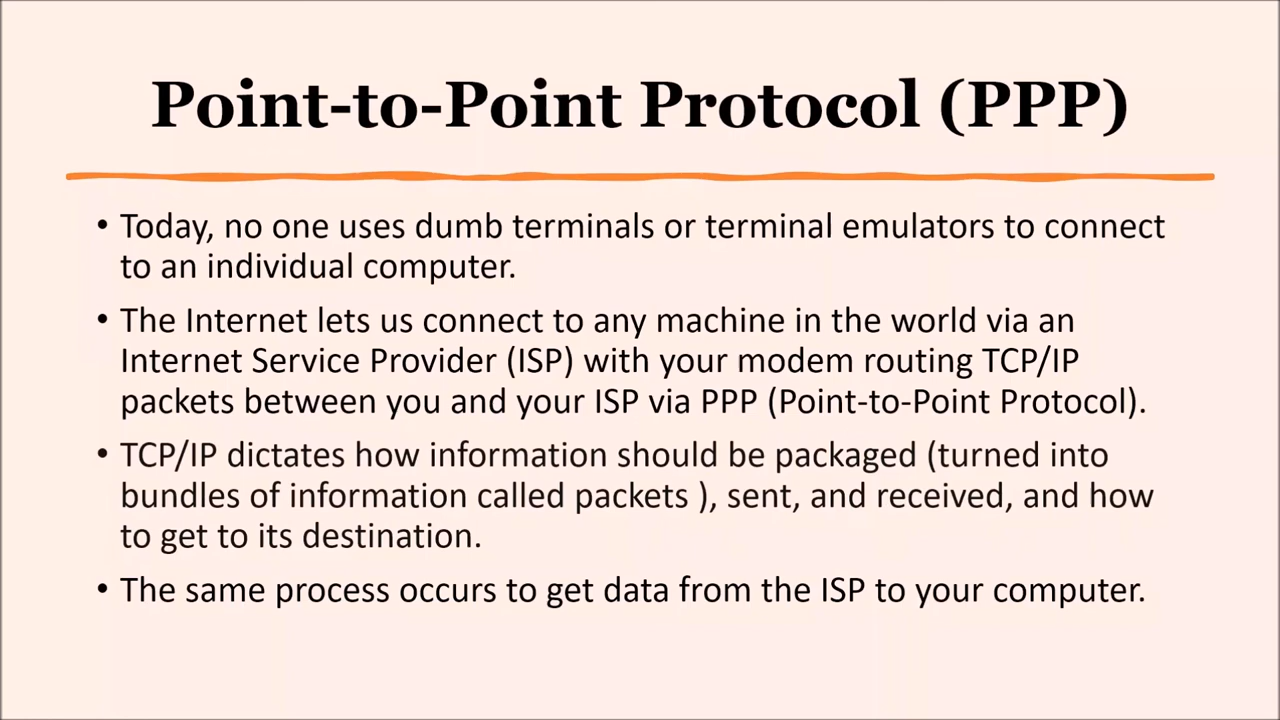 Point-to-Point Protocol (PPP)
• Today, no one uses dumb terminals or terminal emulators to connect
to an individual computer.
• The Internet lets us connect to any machine in the world via an
Internet Service Provider (ISP) with your modem routing TCP/IP
packets between you and your ISP via PPP (Point-to-Point Protocol).
• TCP/IP dictates how information should be packaged (turned into
bundles of information called packets ), sent, and received, and how
to get to its destination.
• The same process occurs to get data from the ISP to your computer.